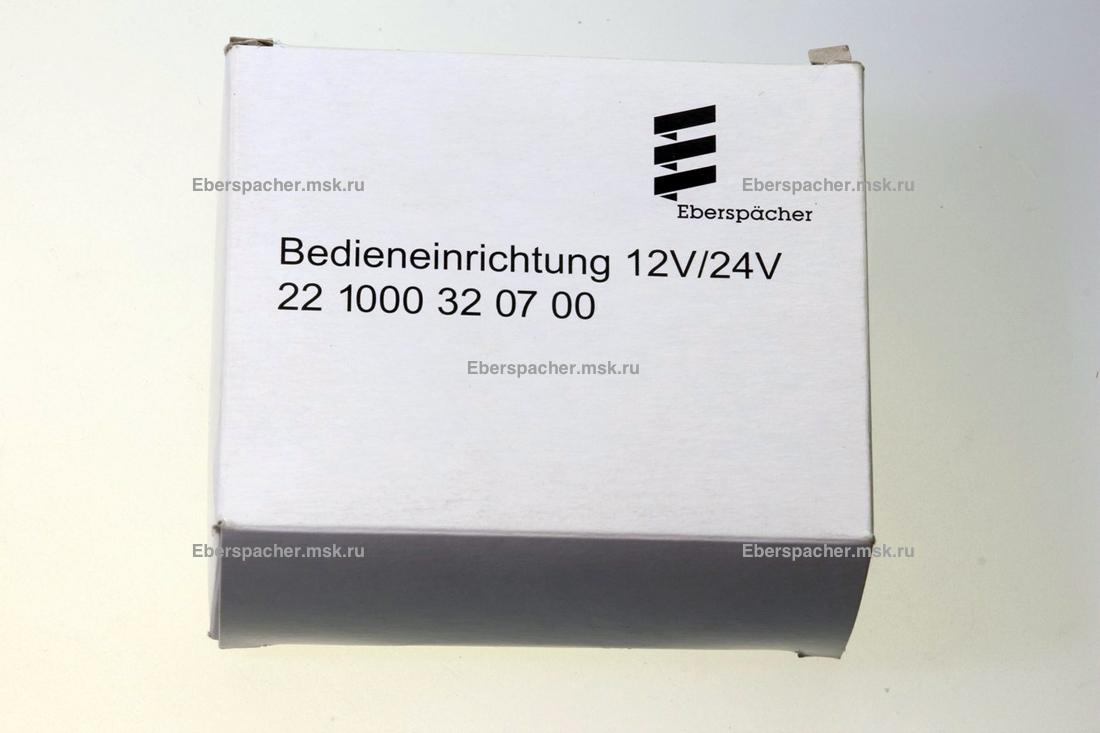 Eberspacher.msk.ru Eberspacher.msk.ru
Eberspächer
Bedieneinrichtung 12V/24V
22 1000 32 07 00
Eberspacher.msk.ru
Eberspacher.msk.ru Eberspacher.msk.ru